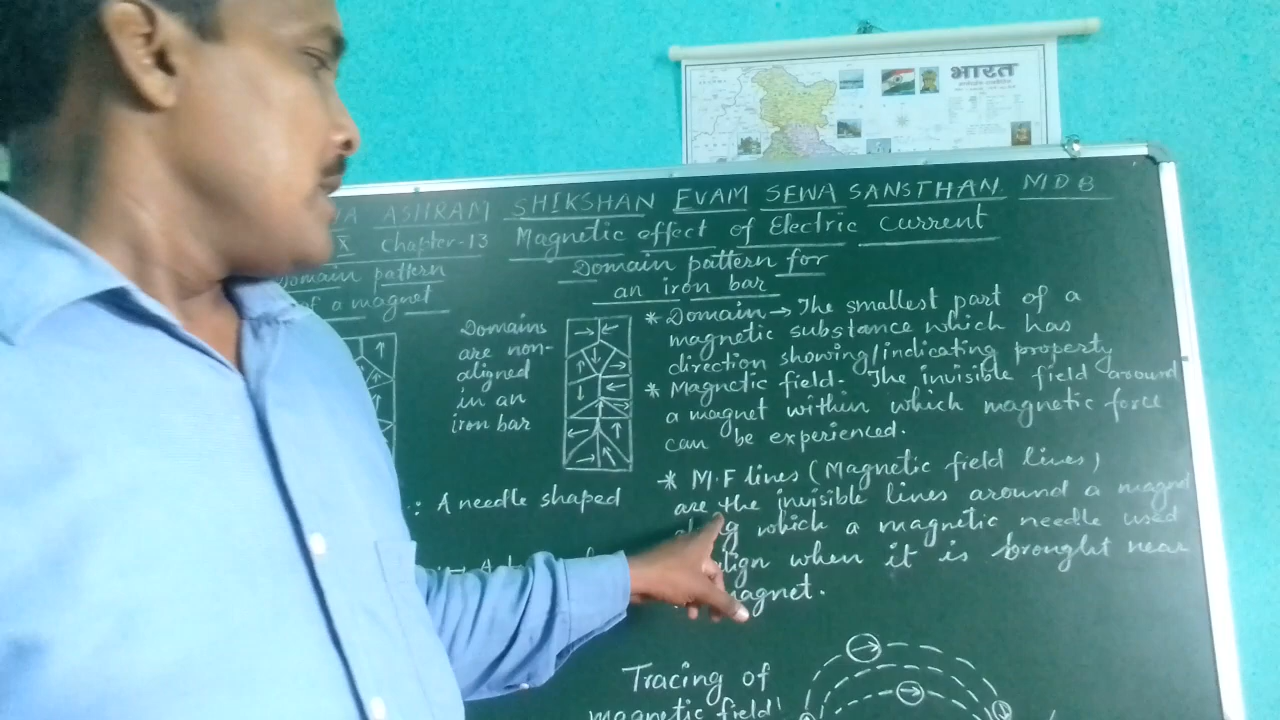 भारत
ASHRAM SHIKSHAN EVAM SEWA SANSTHAN. MDB
X Chapter-13 Magnetic effect of Electric Current
Domain pattern
of a magnet
Domain pattern for
an iron bar
Domains
are non-
aligned
in an
iron bar
* Domain → The smallest part of a
magnetic substance which has
direction showing/indicating property
* Magnetic field - The invisible field around
a magnet within which magnetic force
can be experienced.
* M.F lines (Magnetic field lines)
are the invisible lines around a magnet
along which a magnetic needle used
align when it is brought near
magnet.
: A needle shaped
Tracing of
magnetic field